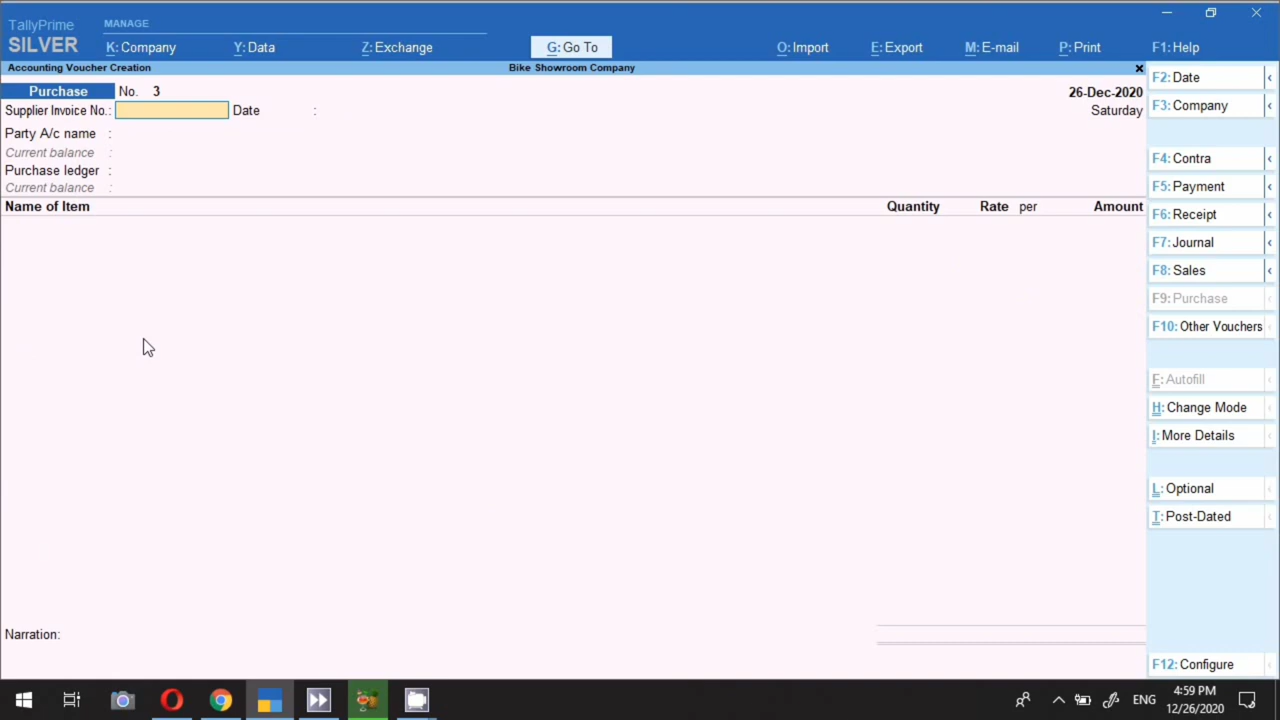 TallyPrime
SILVER
MANAGE
K: Company
Y: Data
Z: Exchange
G: Go To
O: Import
E: Export
M: E-mail
P: Print
F1: Help
Accounting Voucher Creation
Bike Showroom Company
Purchase No. 3
26-Dec-2020
Supplier Invoice No.:
Date :
Saturday
Party A/c name :
Current balance :
Purchase ledger :
Current balance :
Name of Item Quantity Rate per Amount
Narration:
F2: Date
F3: Company
F4: Contra
F5: Payment
F6: Receipt
F7: Journal
F8: Sales
F9: Purchase
F10: Other Vouchers
F: Autofill
H: Change Mode
I: More Details
L: Optional
T: Post-Dated
F12: Configure
ENG
4:59 PM
12/26/2020